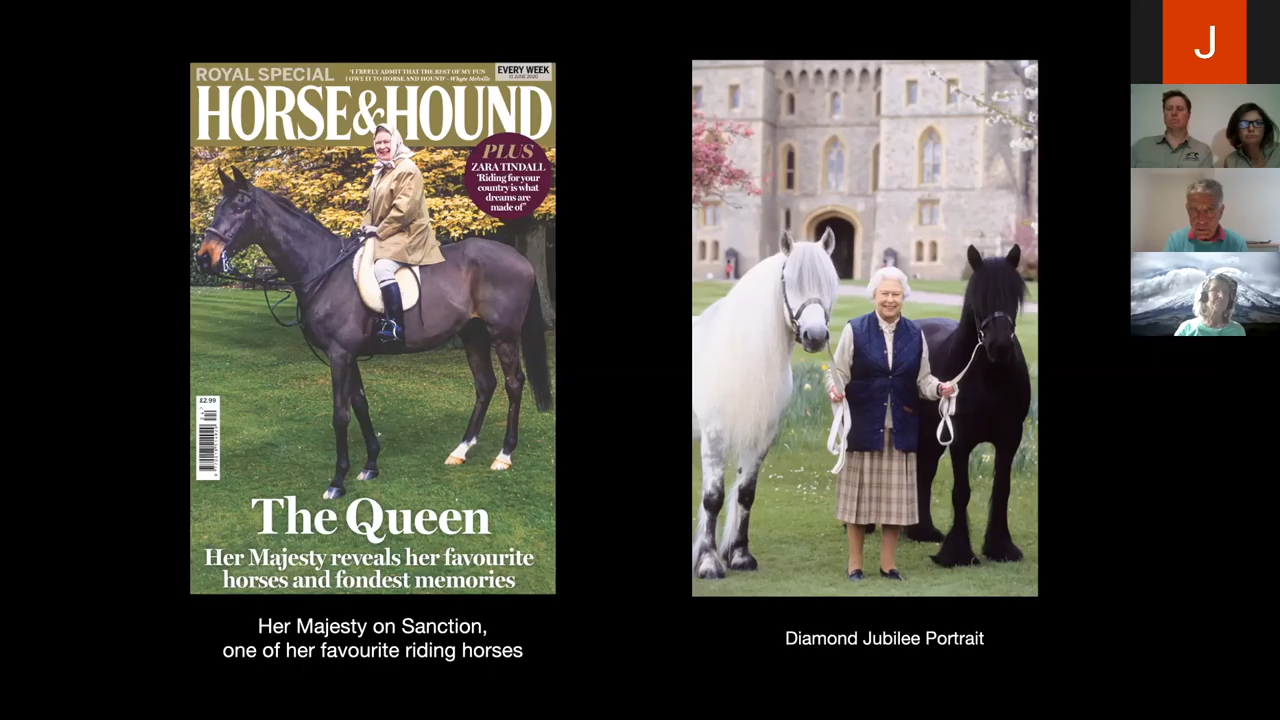 ROYAL SPECIAL
'I FREELY ADMIT THAT THE BEST OF MY FUN
I OWE IT TO HORSE AND HOUND' - Whyte Melville
EVERY WEEK
HORSE&HOUND
PLUS
ZARA TINDALL
'Riding for your
country is what
dreams are
made of'
£2.99
The Queen
Her Majesty reveals her favourite
horses and fondest memories
Her Majesty on Sanction,
one of her favourite riding horses
Diamond Jubilee Portrait
J